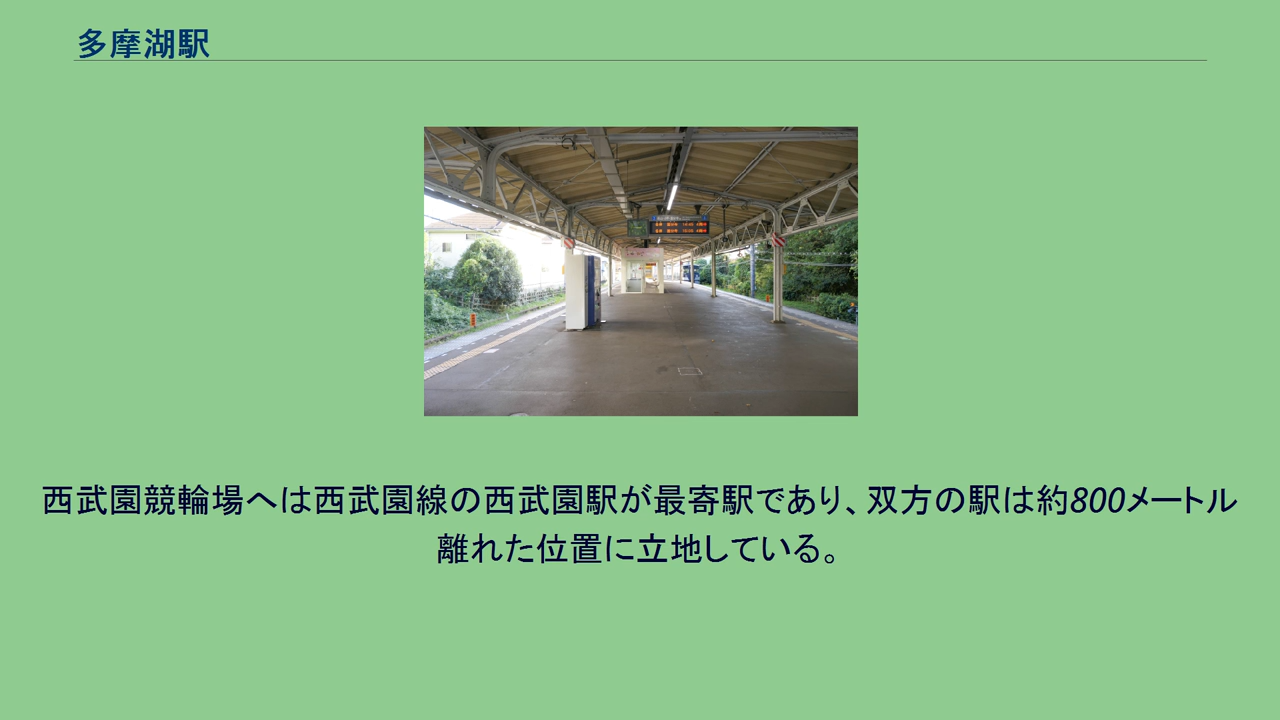 多摩湖駅
西武園競輪場へは西武園線の西武園駅が最寄駅であり、双方の駅は約800メートル
離れた位置に立地している。